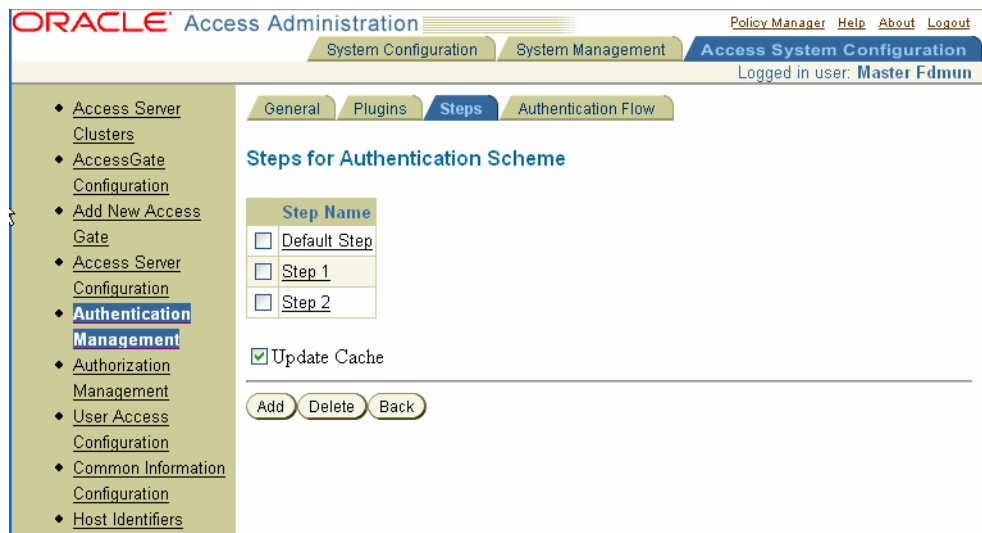 ORACLE Access Administration
Policy Manager Help About Logout
System Configuration System Management Access System Configuration
Logged in user: Master Fdmun
Access Server
Clusters
AccessGate
Configuration
Add New Access
Gate
Access Server
Configuration
Authentication
Management
Authorization
Management
User Access
Configuration
Common Information
Configuration
Host Identifiers
General Plugins Steps Authentication Flow
Steps for Authentication Scheme
Step Name
Default Step
Step 1
Step 2
Update Cache
Add Delete Back